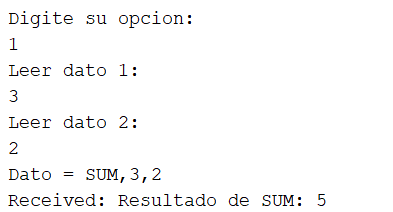 Digite su opcion:
1
Leer dato 1:
3
Leer dato 2:
2
Dato = SUM,3,2
Received: Resultado de SUM: 5